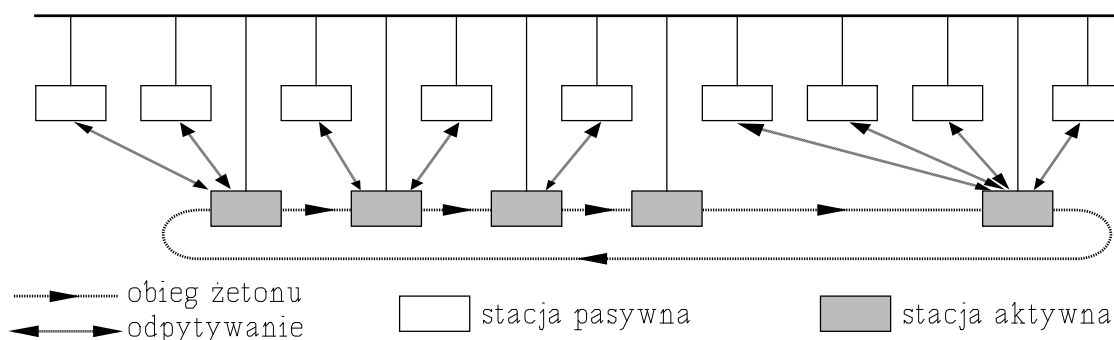 obieg żetonu
odpytywanie
stacja pasywna
stacja aktywna